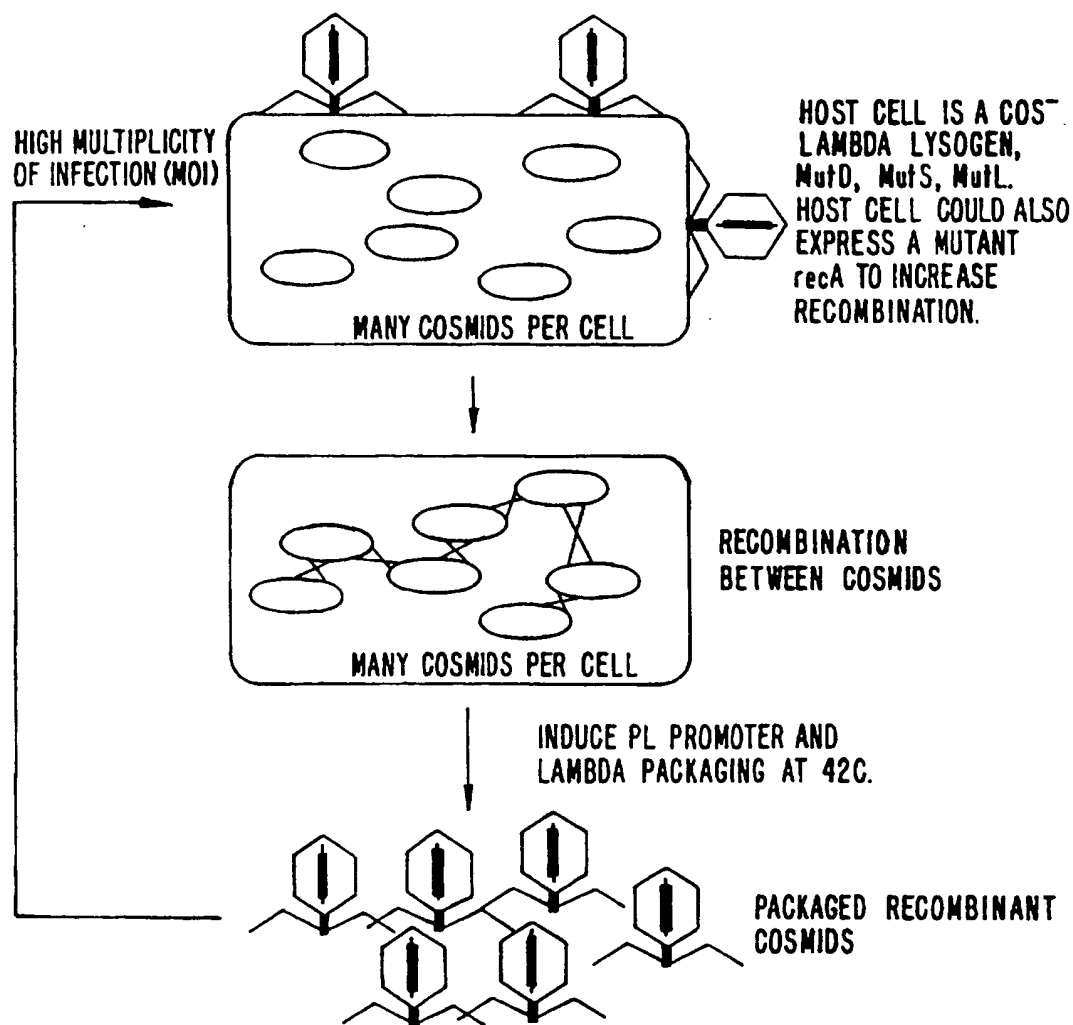 HIGH MULTIPLICITY
OF INFECTION (MOI)
MANY COSMIDS PER CELL
HOST CELL IS A COS⁻
LAMBDA LYSOGEN,
MutD, MutS, MutL.
HOST CELL COULD ALSO
EXPRESS A MUTANT
recA TO INCREASE
RECOMBINATION.
MANY COSMIDS PER CELL
RECOMBINATION
BETWEEN COSMIDS
INDUCE PL PROMOTER AND
LAMBDA PACKAGING AT 42C.
PACKAGED RECOMBINANT
COSMIDS